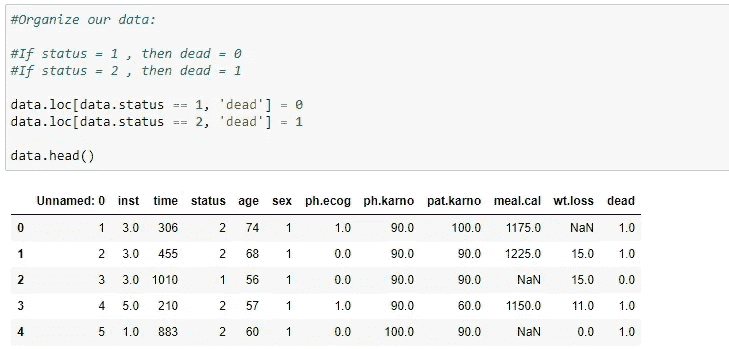 #Organize our data:
#If status = 1 , then dead = 0
#If status = 2 , then dead = 1
data.loc[data.status == 1, 'dead'] = 0
data.loc[data.status == 2, 'dead'] = 1
data.head()
Unnamed: 0 inst time status age sex ph.ecog ph.karno pat.karno meal.cal wt.loss dead
0 1 3.0 306 2 74 1 1.0 90.0 100.0 1175.0 NaN 1.0
1 2 3.0 455 2 68 1 0.0 90.0 90.0 1225.0 15.0 1.0
2 3 3.0 1010 1 56 1 0.0 90.0 90.0 NaN 15.0 0.0
3 4 5.0 210 2 57 1 1.0 90.0 60.0 1150.0 11.0 1.0
4 5 1.0 883 2 60 1 0.0 100.0 90.0 NaN 0.0 1.0